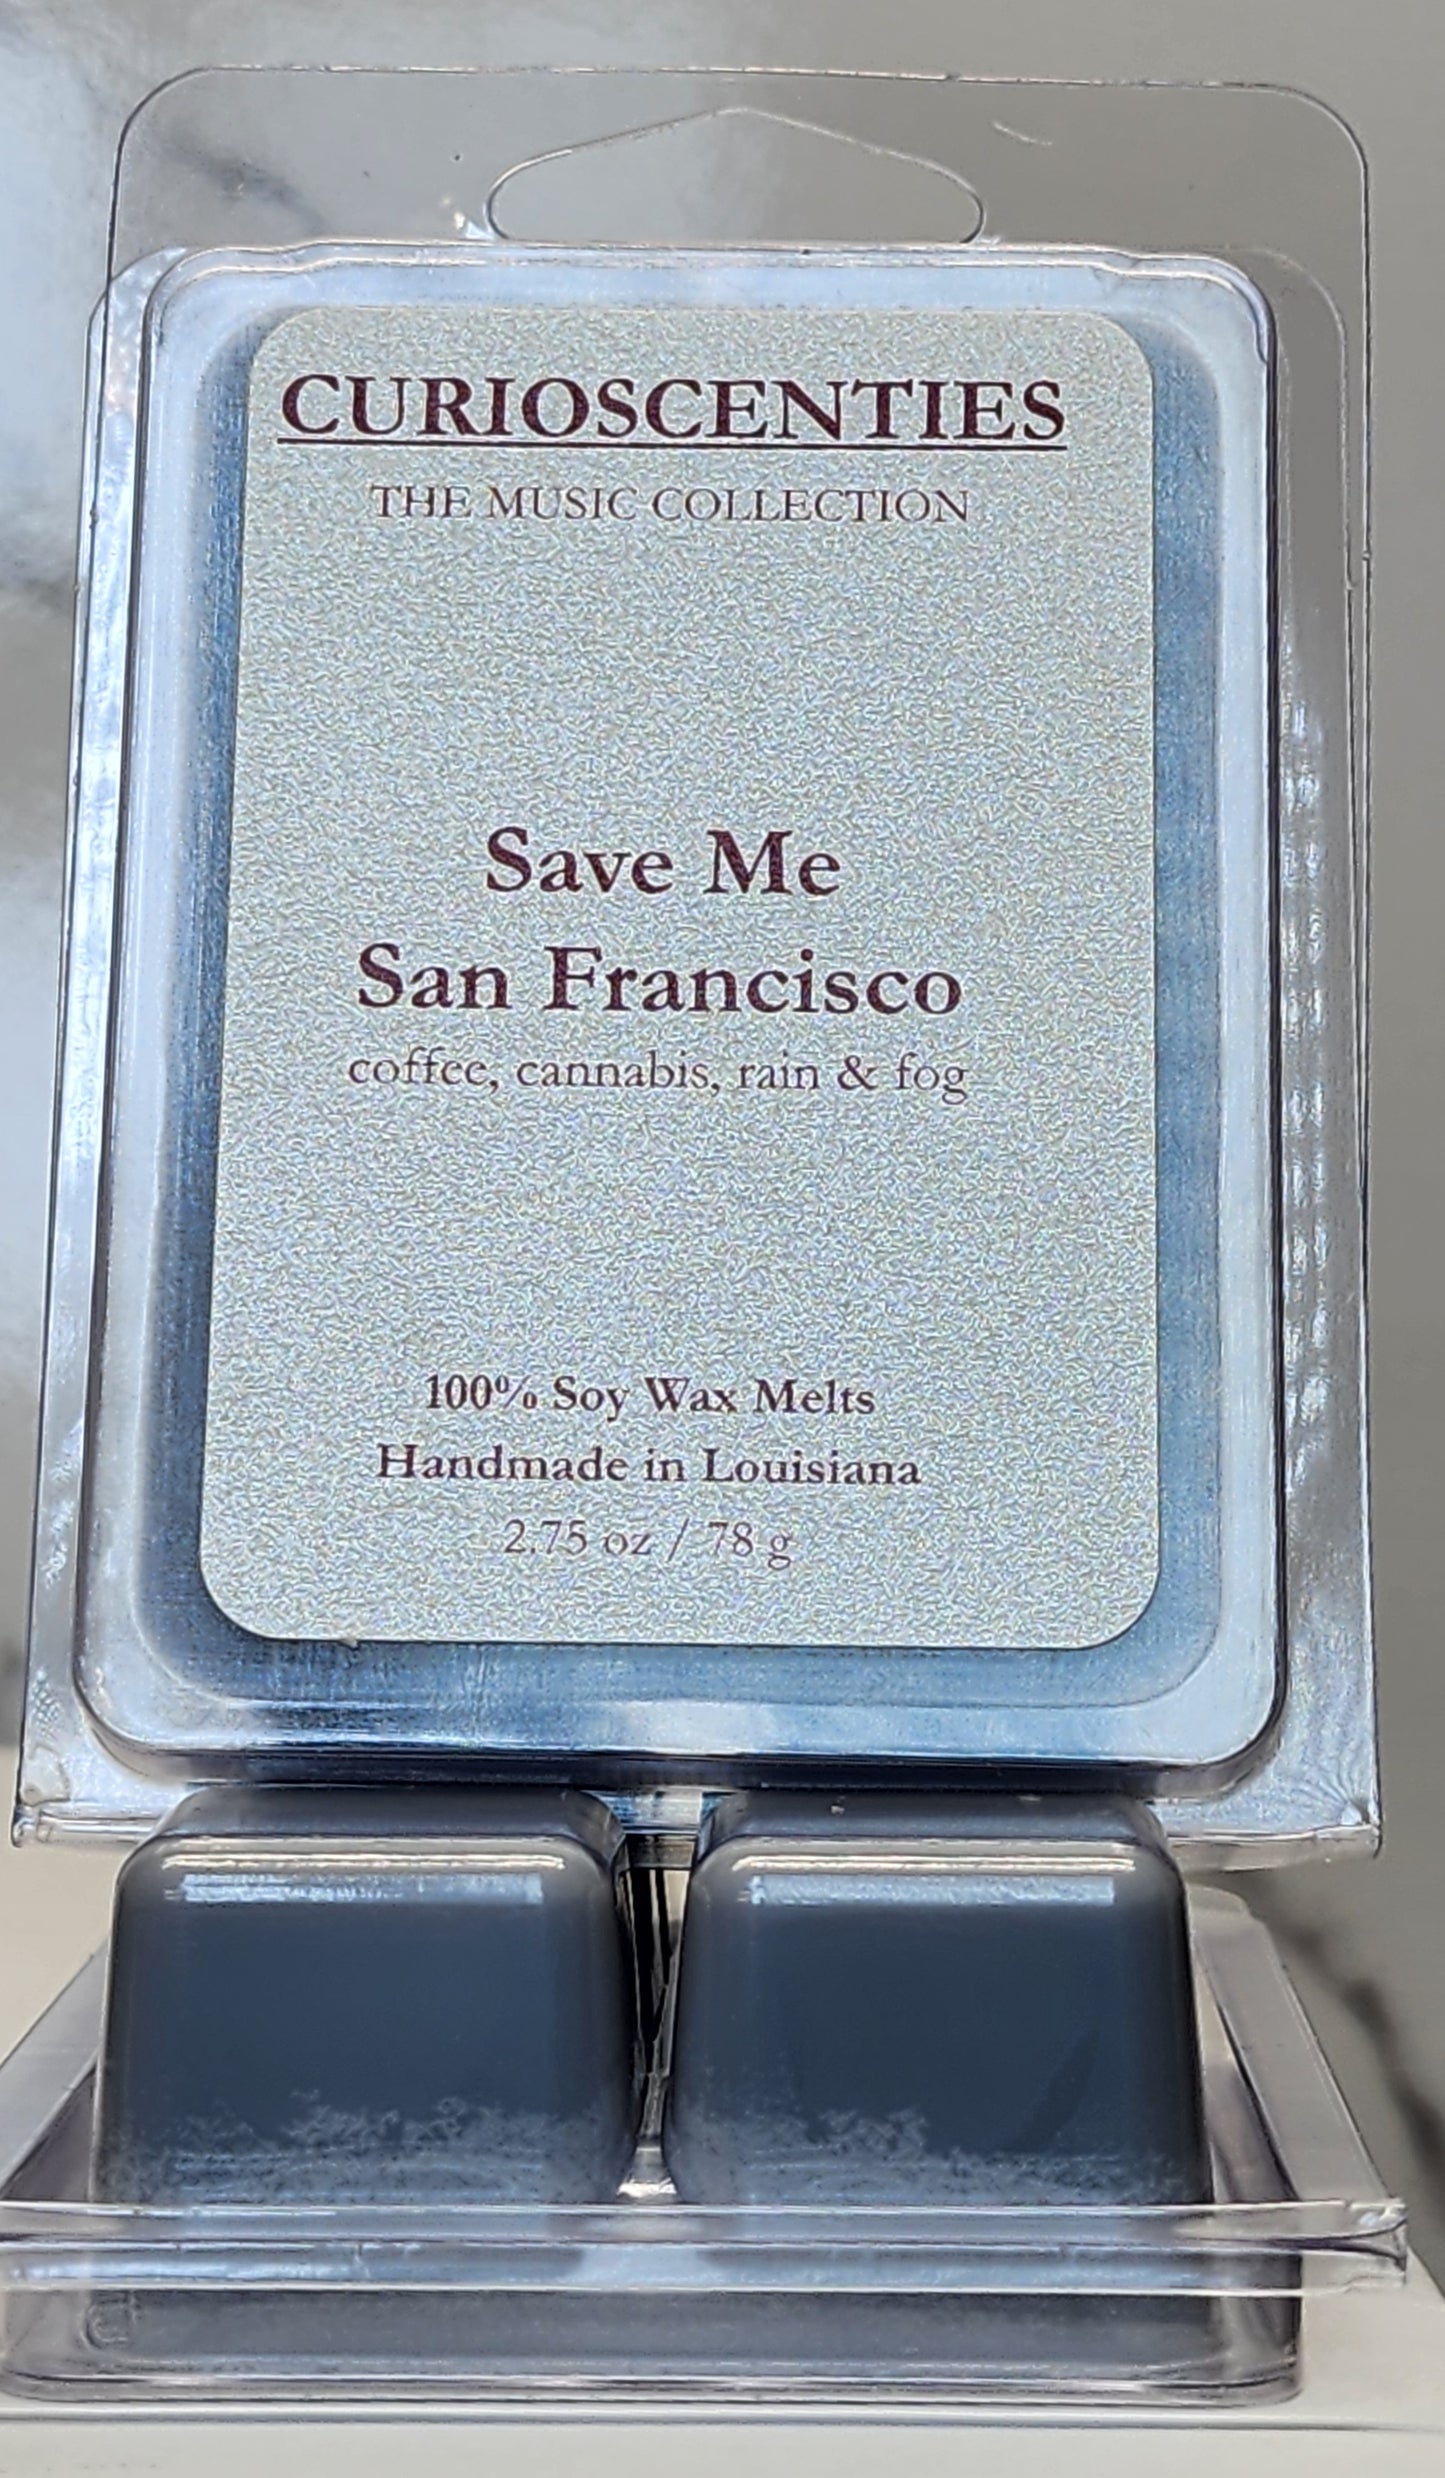 CURIOSCENTIES
THE MUSIC COLLECTION
Save Me
San Francisco
coffee, cannabis, rain & fog
100% Soy Wax Melts
Handmade in Louisiana
2.75 oz / 78 g